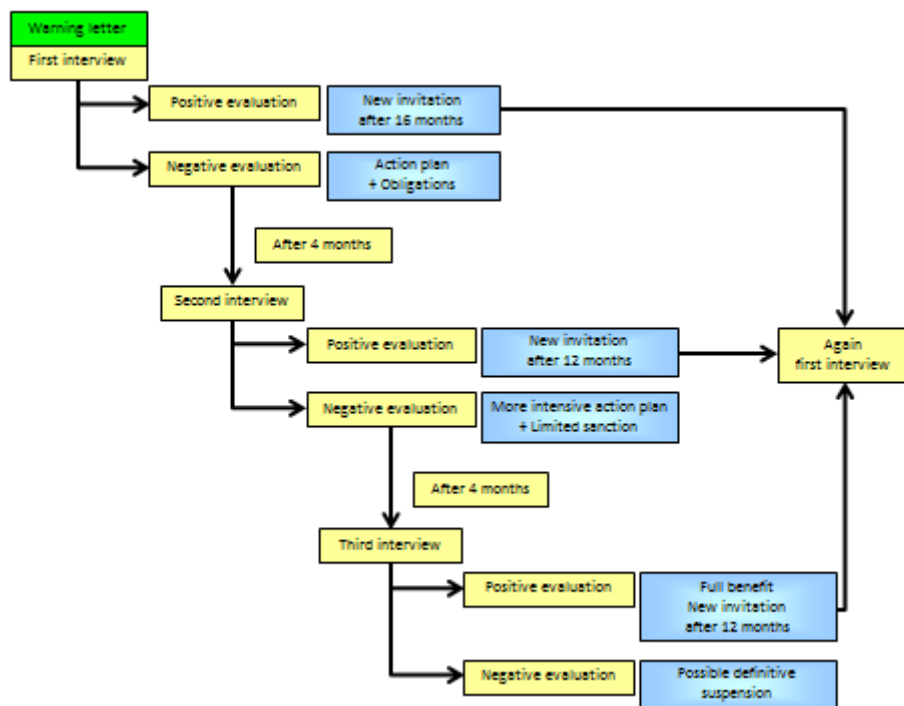 Warning letter
First interview
Positive evaluation
New invitation
after 16 months
Negative evaluation
Action plan
+ Obligations
After 4 months
Second interview
Positive evaluation
New invitation
after 12 months
Again
first interview
Negative evaluation
More intensive action plan
+ Limited sanction
After 4 months
Third interview
Positive evaluation
Full benefit
New invitation
after 12 months
Negative evaluation
Possible definitive
suspension